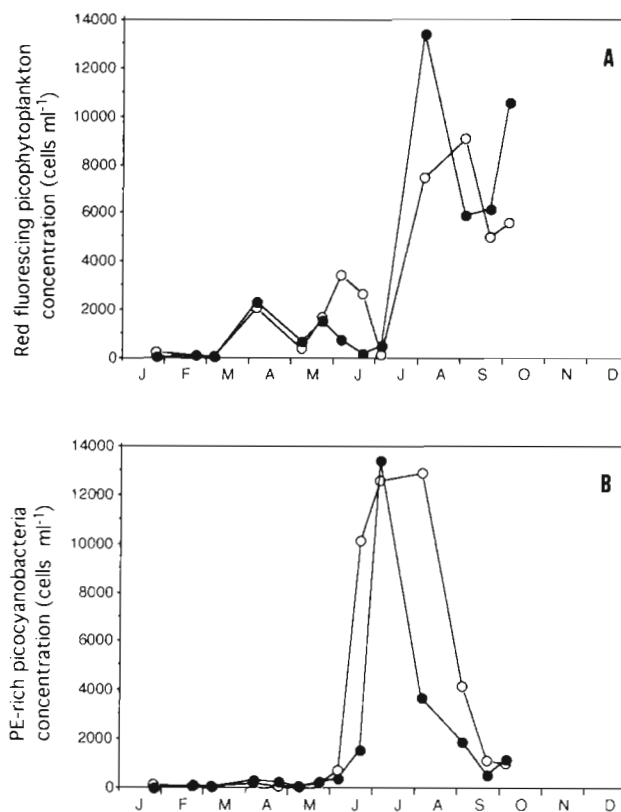 14000
12000
10000
8000
6000
4000
2000
0
Red fluorescing picophytoplankton
concentration (cells ml⁻¹)
A
J F M A M J J A S O N D
14000
12000
10000
8000
6000
4000
2000
0
PE-rich picocyanobacteria
concentration (cells ml⁻¹)
B
J F M A M J J A S O N D